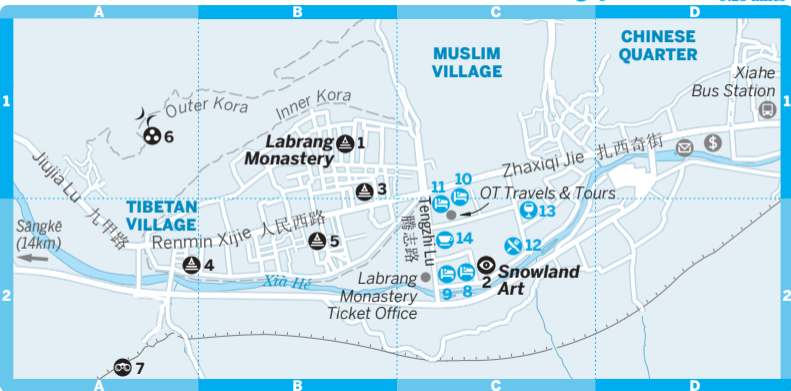 A
B
C
D
MUSLIM
VILLAGE
CHINESE
QUARTER
Xiahe
Bus Station
1
1
Outer Kora
Inner Kora
6
Labrang
Monastery
1
Zhaxiqi Jie 扎西奇街
$
Jiujia Lu 九甲路
3
11
10
OT Travels & Tours
TIBETAN
VILLAGE
Renmin Xijie 人民西路
Tengzhi Lu
腾志路
13
Sāngkē
(14km)
5
14
12
4
Xià Hé
Labrang
Monastery
Ticket Office
9
8
2
Snowland
Art
2
2
7
A
B
C
D